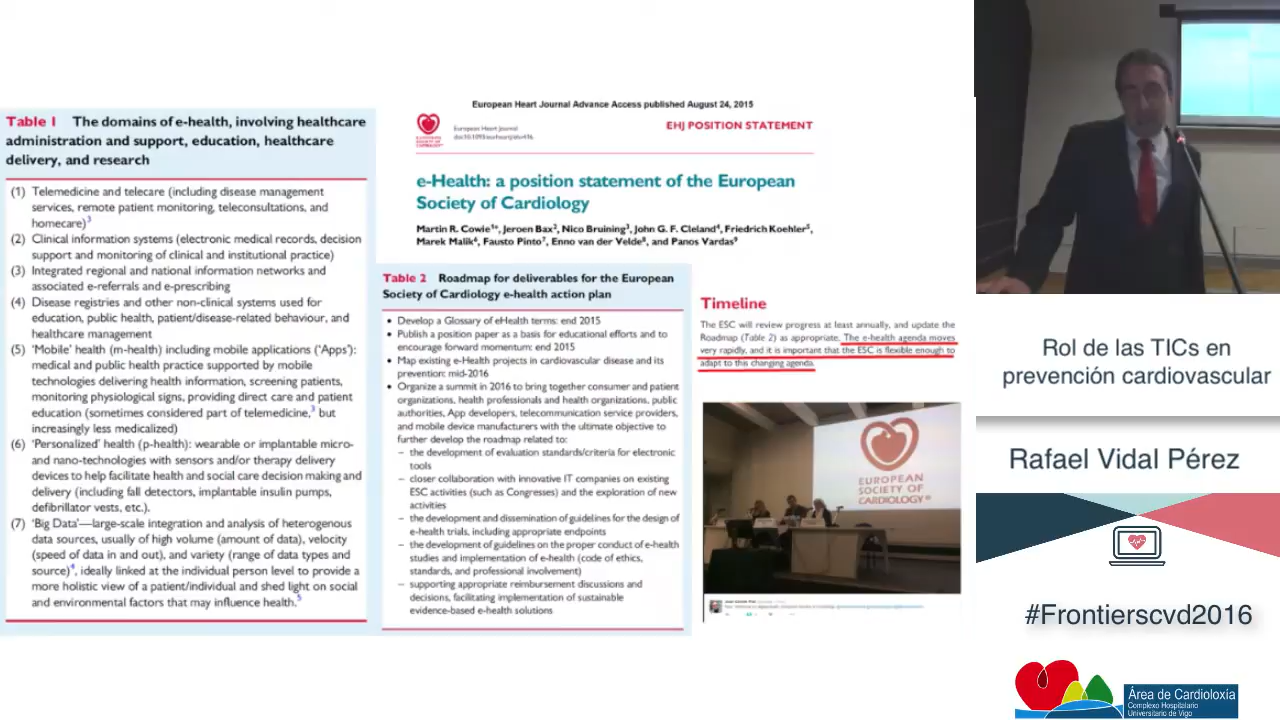 Table 1 The domains of e-health, involving healthcare
administration and support, education, healthcare
delivery, and research
(1) Telemedicine and telecare (including disease management
services, remote patient monitoring, teleconsultations, and
homecare)3
(2) Clinical information systems (electronic medical records, decision
support and monitoring of clinical and institutional practice)
(3) Integrated regional and national information networks and
associated e-referrals and e-prescribing
(4) Disease registries and other non-clinical systems used for
education, public health, patient/disease-related behaviour, and
healthcare management
(5) 'Mobile' health (m-health) including mobile applications ('Apps'):
medical and public health practice supported by mobile
technologies delivering health information, screening patients,
monitoring physiological signs, providing direct care and patient
education (sometimes considered part of telemedicine,3 but
increasingly less medicalized)
(6) 'Personalized' health (p-health): wearable or implantable micro-
and nano-technologies with sensors and/or therapy delivery
devices to help facilitate health and social care decision making and
delivery (including fall detectors, implantable insulin pumps,
defibrillator vests, etc.).
(7) 'Big Data'—large-scale integration and analysis of heterogenous
data sources, usually of high volume (amount of data), velocity
(speed of data in and out), and variety (range of data types and
source)4, ideally linked at the individual person level to provide a
more holistic view of a patient/individual and shed light on social
and environmental factors that may influence health.5
European Heart Journal Advance Access published August 24, 2015
European Heart Journal
EHJ POSITION STATEMENT
e-Health: a position statement of the European
Society of Cardiology
Martin R. Cowie1*, Jeroen Bax2, Nico Bruining3, John G. F. Cleland4, Friedrich Koehler5,
Marek Malik6, Fausto Pinto7, Enno van der Velde8, and Panos Vardas9
Table 2 Roadmap for deliverables for the European
Society of Cardiology e-health action plan
• Develop a Glossary of eHealth terms: end 2015
• Publish a position paper as a basis for educational efforts and to
encourage forward momentum: end 2015
• Map existing e-Health projects in cardiovascular disease and its
prevention: mid-2016
• Organize a summit in 2016 to bring together consumer and patient
organizations, health professionals and health organizations, public
authorities, App developers, telecommunication service providers,
and mobile device manufacturers with the ultimate objective to
further develop the roadmap related to:
– the development of evaluation standards/criteria for electronic
tools
– closer collaboration with innovative IT companies on existing
ESC activities (such as Congresses) and the exploration of new
activities
– the development and dissemination of guidelines for the design of
e-health trials, including appropriate endpoints
– the development of guidelines on the proper conduct of e-health
studies and implementation of e-health (code of ethics,
standards, and professional involvement)
– supporting appropriate reimbursement discussions and
decisions, facilitating implementation of sustainable
evidence-based e-health solutions
Timeline
The ESC will review progress at least annually, and update the
Roadmap (Table 2) as appropriate. The e-health agenda moves
very rapidly, and it is important that the ESC is flexible enough to
adapt to this changing agenda.
EUROPEAN
SOCIETY OF
CARDIOLOGY®
Rol de las TICs en
prevención cardiovascular
Rafael Vidal Pérez
#Frontierscvd2016
Área de Cardioloxía
Complexo Hospitalario
Universitario de Vigo